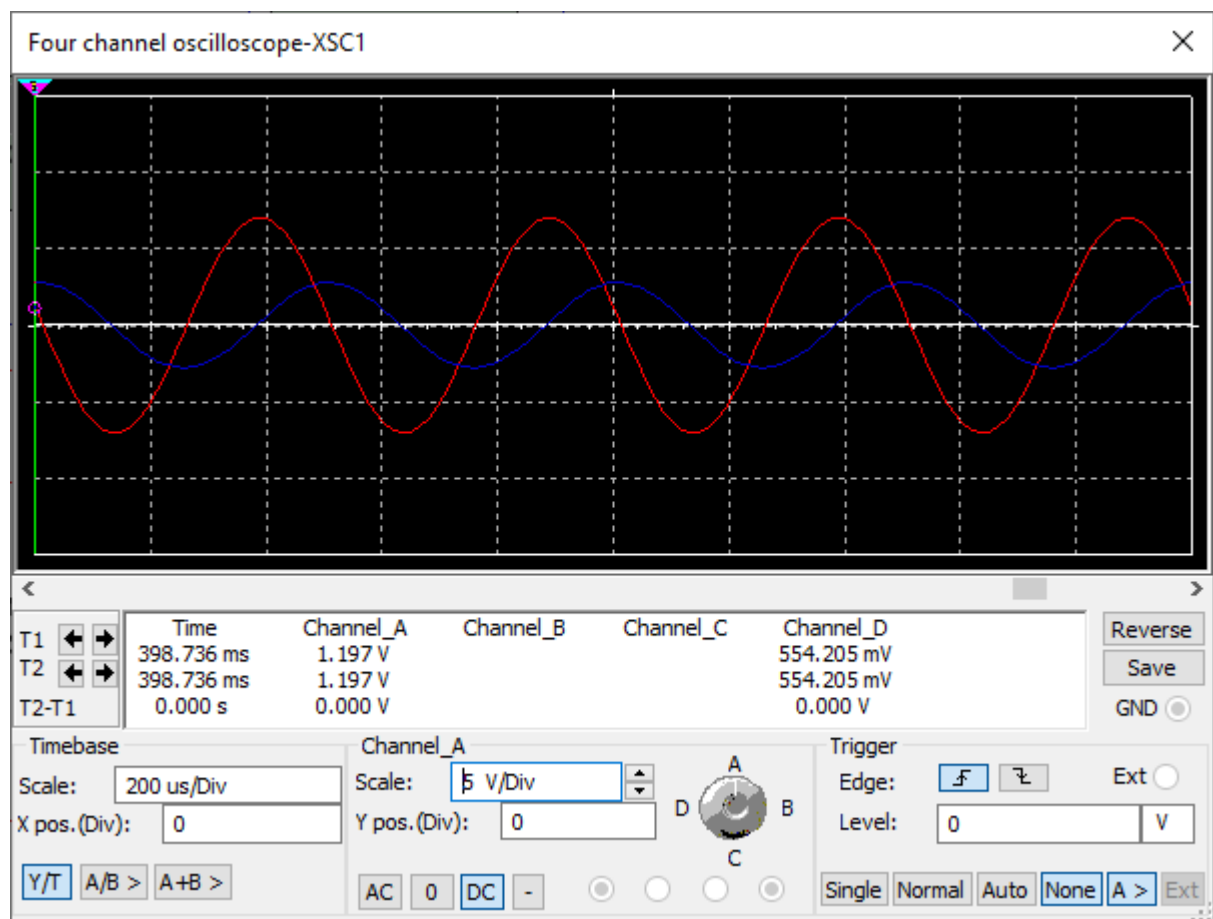 Four channel oscilloscope-XSC1
T1
T2
T2-T1
Time Channel_A Channel_B Channel_C Channel_D
398.736 ms 1.197 V 554.205 mV
398.736 ms 1.197 V 554.205 mV
0.000 s 0.000 V 0.000 V
Reverse
Save
GND
Timebase
Scale: 200 us/Div
X pos.(Div): 0
Y/T A/B > A+B >
Channel_A
Scale: 5 V/Div
Y pos.(Div): 0
A
D B
C
AC 0 DC -
Trigger
Edge: Ext
Level: 0 V
Single Normal Auto None A > Ext